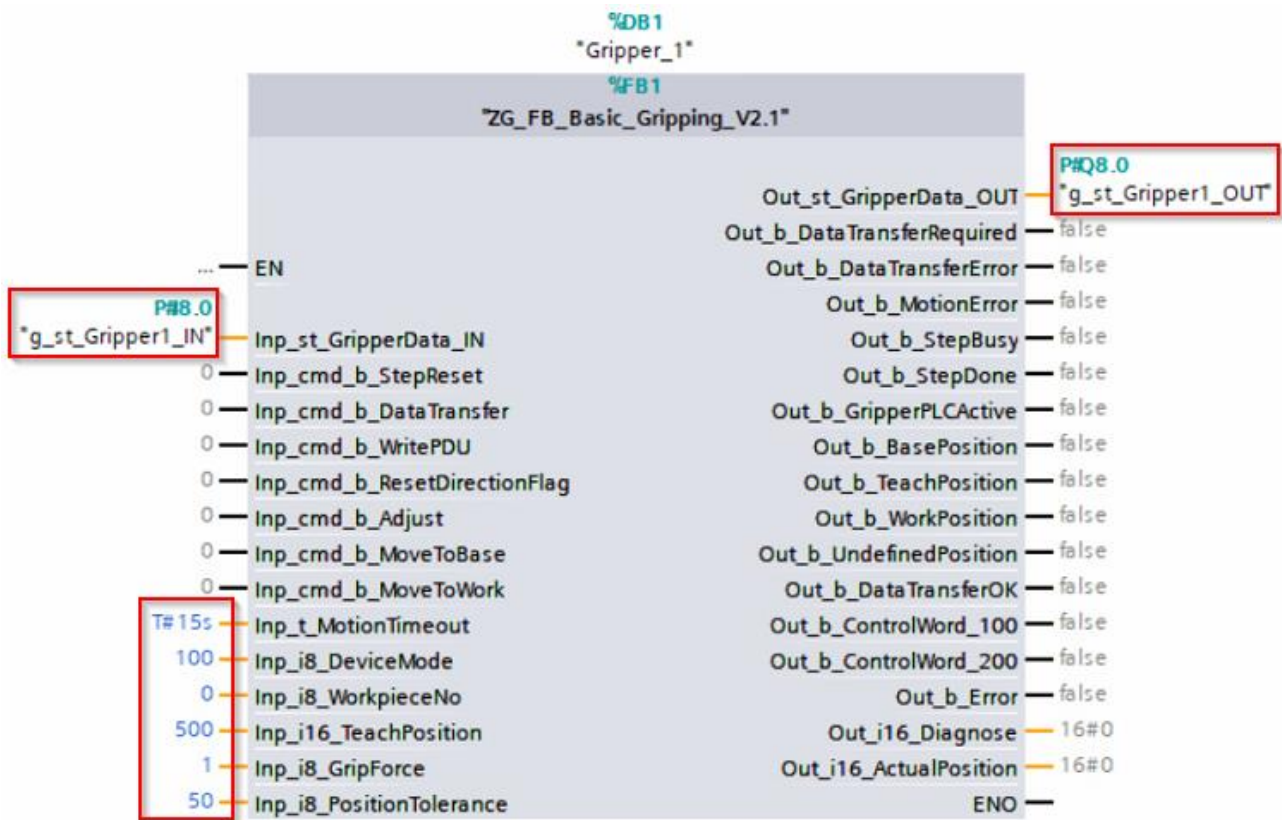 %DB1
"Gripper_1"
%FB1
"ZG_FB_Basic_Gripping_V2.1"
P#Q8.0
Out_st_GripperData_OUT "g_st_Gripper1_OUT"
Out_b_DataTransferRequired false
... EN Out_b_DataTransferError false
P#I8.0 Out_b_MotionError false
"g_st_Gripper1_IN" Inp_st_GripperData_IN Out_b_StepBusy false
0 Inp_cmd_b_StepReset Out_b_StepDone false
0 Inp_cmd_b_DataTransfer Out_b_GripperPLCActive false
0 Inp_cmd_b_WritePDU Out_b_BasePosition false
0 Inp_cmd_b_ResetDirectionFlag Out_b_TeachPosition false
0 Inp_cmd_b_Adjust Out_b_WorkPosition false
0 Inp_cmd_b_MoveToBase Out_b_UndefinedPosition false
0 Inp_cmd_b_MoveToWork Out_b_DataTransferOK false
T#15s Inp_t_MotionTimeout Out_b_ControlWord_100 false
100 Inp_i8_DeviceMode Out_b_ControlWord_200 false
0 Inp_i8_WorkpieceNo Out_b_Error false
500 Inp_i16_TeachPosition Out_i16_Diagnose 16#0
1 Inp_i8_GripForce Out_i16_ActualPosition 16#0
50 Inp_i8_PositionTolerance ENO